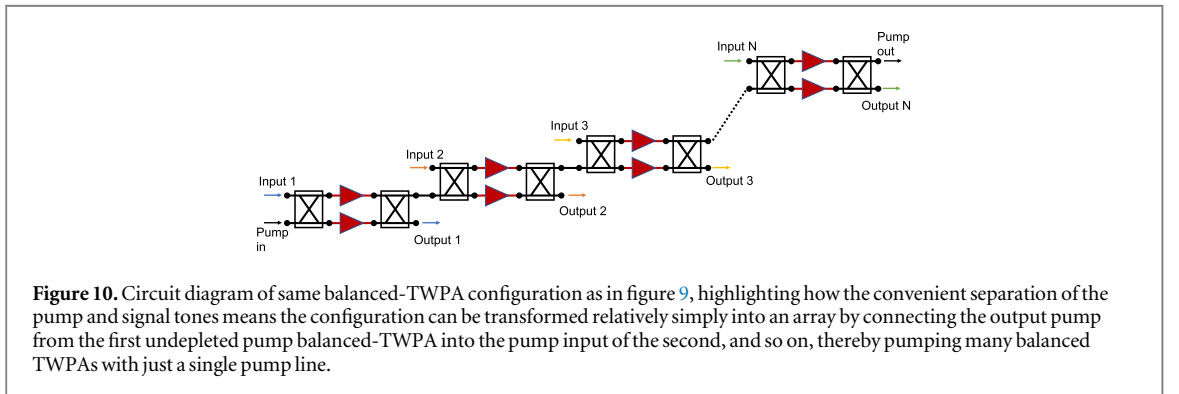 Pump
out
Input N
Output N
Input 3
Output 3
Input 2
Output 2
Input 1
Pump
in
Output 1
Figure 10. Circuit diagram of same balanced-TWPA configuration as in figure 9, highlighting how the convenient separation of the
pump and signal tones means the configuration can be transformed relatively simply into an array by connecting the output pump
from the first undepleted pump balanced-TWPA into the pump input of the second, and so on, thereby pumping many balanced
TWPAs with just a single pump line.